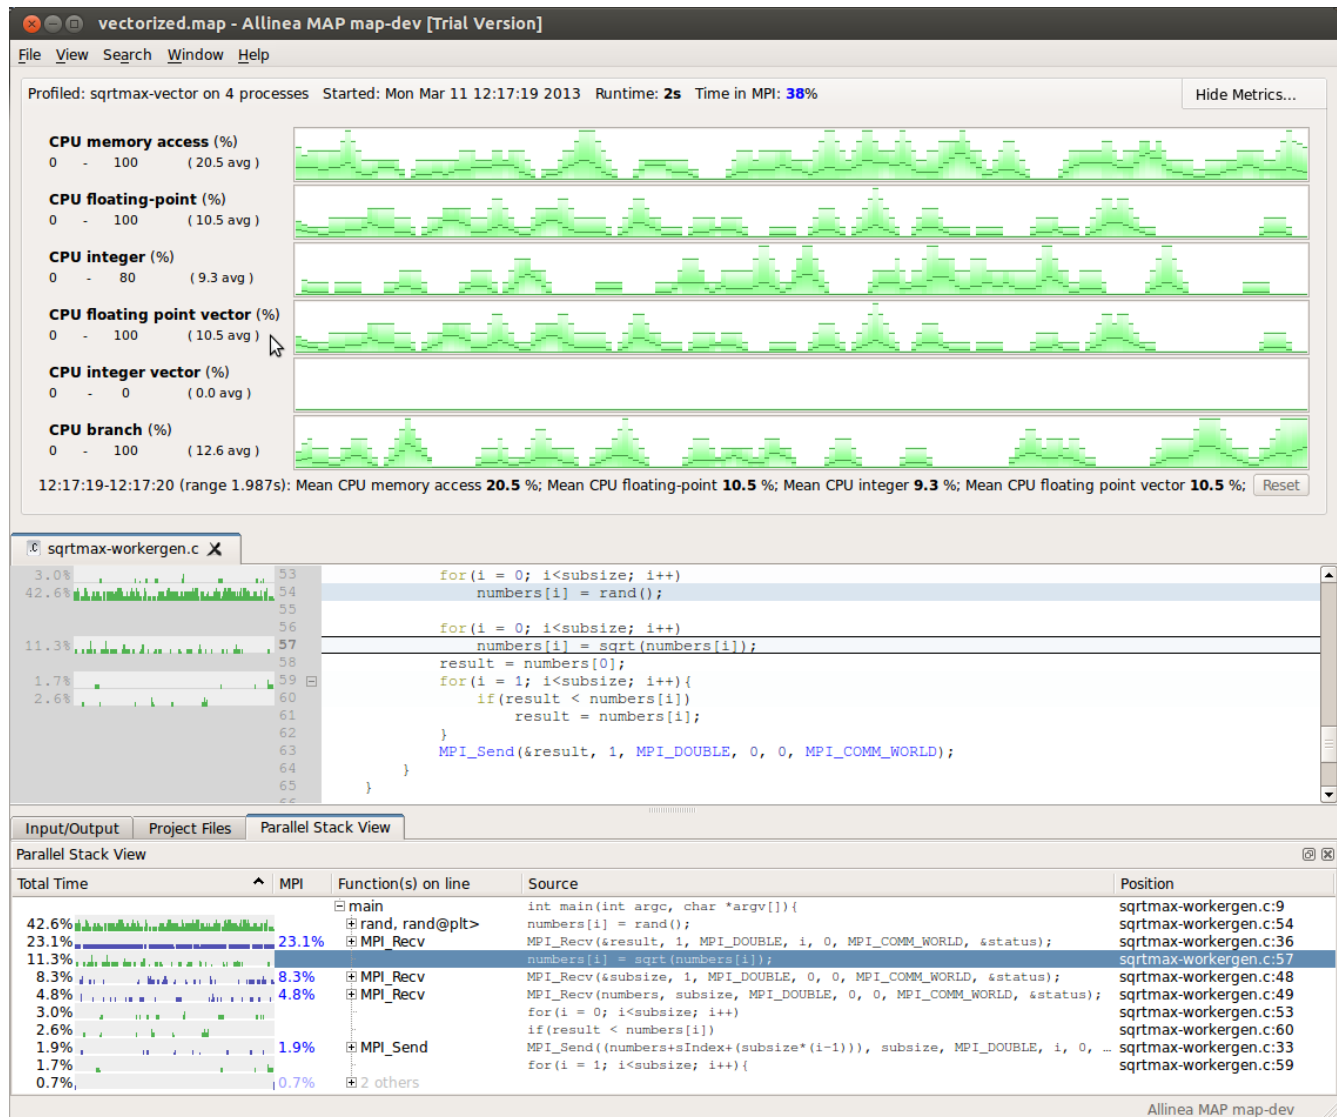 vectorized.map - Allinea MAP map-dev [Trial Version]
File View Search Window Help
Profiled: sqrtmax-vector on 4 processes Started: Mon Mar 11 12:17:19 2013 Runtime: 2s Time in MPI: 38%
Hide Metrics...
CPU memory access (%)
0 - 100 ( 20.5 avg )
CPU floating-point (%)
0 - 100 ( 10.5 avg )
CPU integer (%)
0 - 80 ( 9.3 avg )
CPU floating point vector (%)
0 - 100 ( 10.5 avg )
CPU integer vector (%)
0 - 0 ( 0.0 avg )
CPU branch (%)
0 - 100 ( 12.6 avg )
12:17:19-12:17:20 (range 1.987s): Mean CPU memory access 20.5 %; Mean CPU floating-point 10.5 %; Mean CPU integer 9.3 %; Mean CPU floating point vector 10.5 %; Reset
sqrtmax-workergen.c X
3.0% 53 for(i = 0; i<subsize; i++)
42.6% 54 numbers[i] = rand();
55
56 for(i = 0; i<subsize; i++)
11.3% 57 numbers[i] = sqrt(numbers[i]);
58 result = numbers[0];
1.7% 59 for(i = 1; i<subsize; i++){
2.6% 60 if(result < numbers[i])
61 result = numbers[i];
62 }
63 MPI_Send(&result, 1, MPI_DOUBLE, 0, 0, MPI_COMM_WORLD);
64 }
65 }
Input/Output Project Files Parallel Stack View
Parallel Stack View
Total Time MPI Function(s) on line Source Position
main int main(int argc, char *argv[]){ sqrtmax-workergen.c:9
42.6% rand, rand@plt> numbers[i] = rand(); sqrtmax-workergen.c:54
23.1% 23.1% MPI_Recv MPI_Recv(&result, 1, MPI_DOUBLE, i, 0, MPI_COMM_WORLD, &status); sqrtmax-workergen.c:36
11.3% numbers[i] = sqrt(numbers[i]); sqrtmax-workergen.c:57
8.3% 8.3% MPI_Recv MPI_Recv(&subsize, 1, MPI_DOUBLE, 0, 0, MPI_COMM_WORLD, &status); sqrtmax-workergen.c:48
4.8% 4.8% MPI_Recv MPI_Recv(numbers, subsize, MPI_DOUBLE, 0, 0, MPI_COMM_WORLD, &status); sqrtmax-workergen.c:49
3.0% for(i = 0; i<subsize; i++) sqrtmax-workergen.c:53
2.6% if(result < numbers[i]) sqrtmax-workergen.c:60
1.9% 1.9% MPI_Send MPI_Send((numbers+sIndex+(subsize*(i-1))), subsize, MPI_DOUBLE, i, 0, ... sqrtmax-workergen.c:33
1.7% for(i = 1; i<subsize; i++){ sqrtmax-workergen.c:59
0.7% 0.7% 2 others
Allinea MAP map-dev